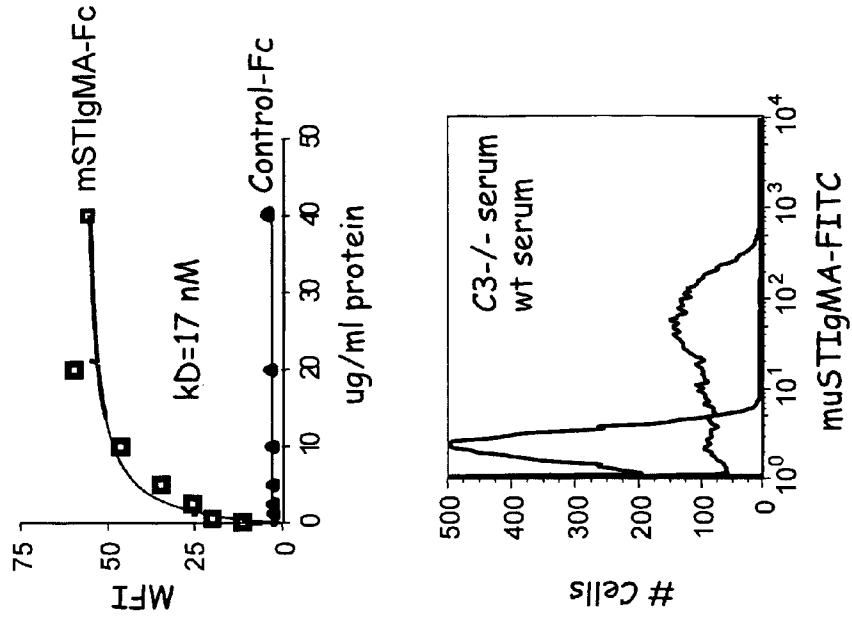 75
50
25
0
MFI
mSTIgMA-Fc
kD=17 nM
Control-Fc
0 10 20 30 40 50
ug/ml protein
500
400
300
200
100
0
# Cells
C3-/- serum
wt serum
10^0 10^1 10^2 10^3 10^4
muSTIgMA-FITC